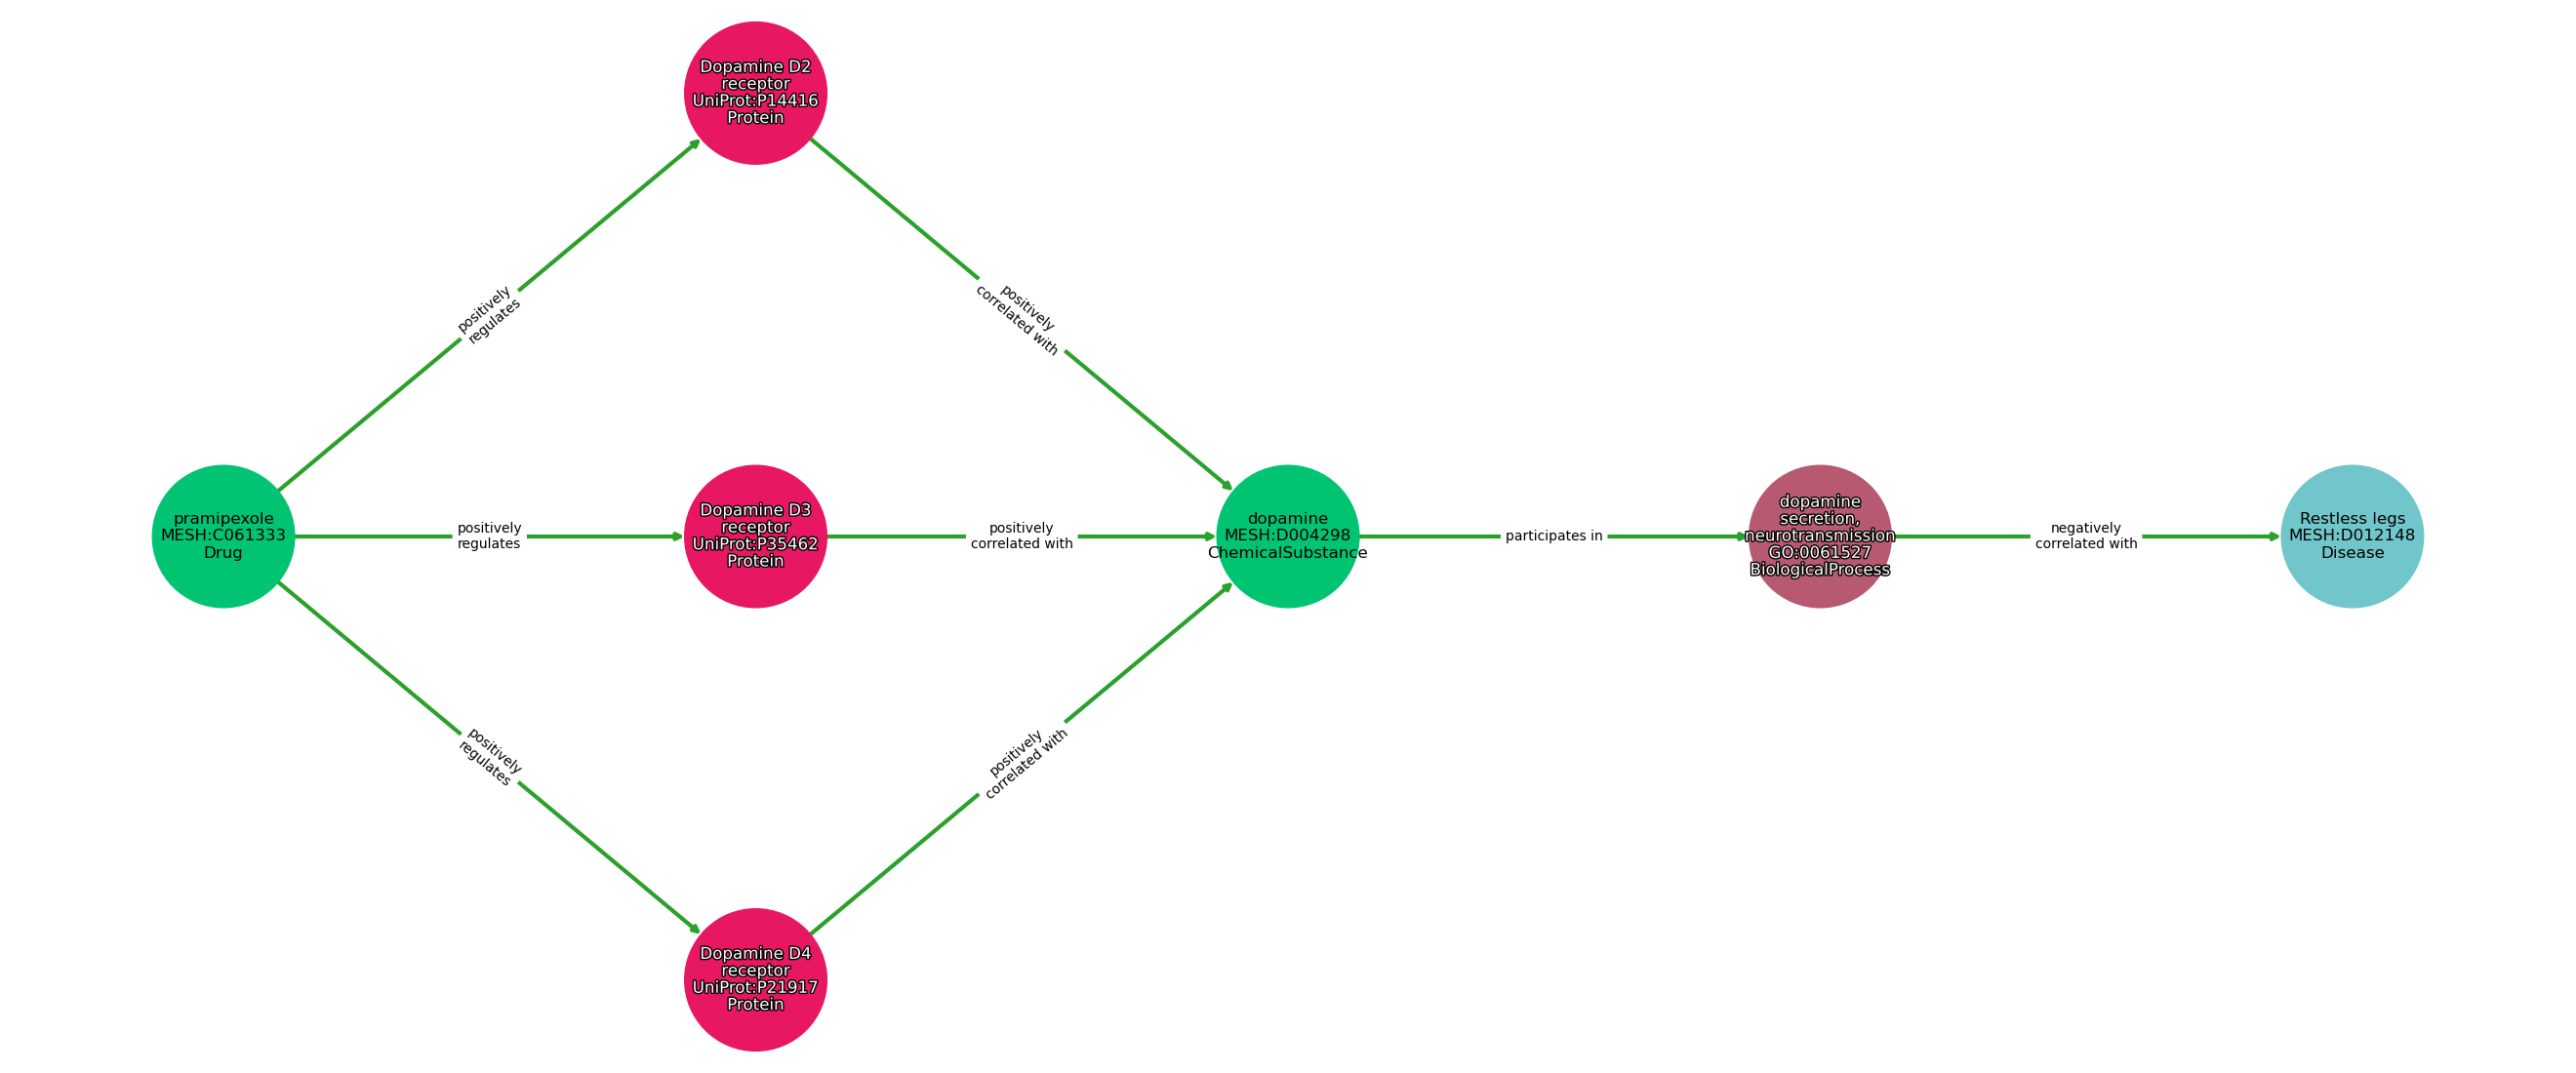 Dopamine D2
receptor
UniProt:P14416
Protein
positively
regulates
positively
correlated with
pramipexole
MESH:C061333
Drug
positively
regulates
Dopamine D3
receptor
UniProt:P35462
Protein
positively
correlated with
dopamine
MESH:D004298
ChemicalSubstance
participates in
dopamine
secretion,
neurotransmission
GO:0061527
BiologicalProcess
negatively
correlated with
Restless legs
MESH:D012148
Disease
positively
regulates
positively
correlated with
Dopamine D4
receptor
UniProt:P21917
Protein